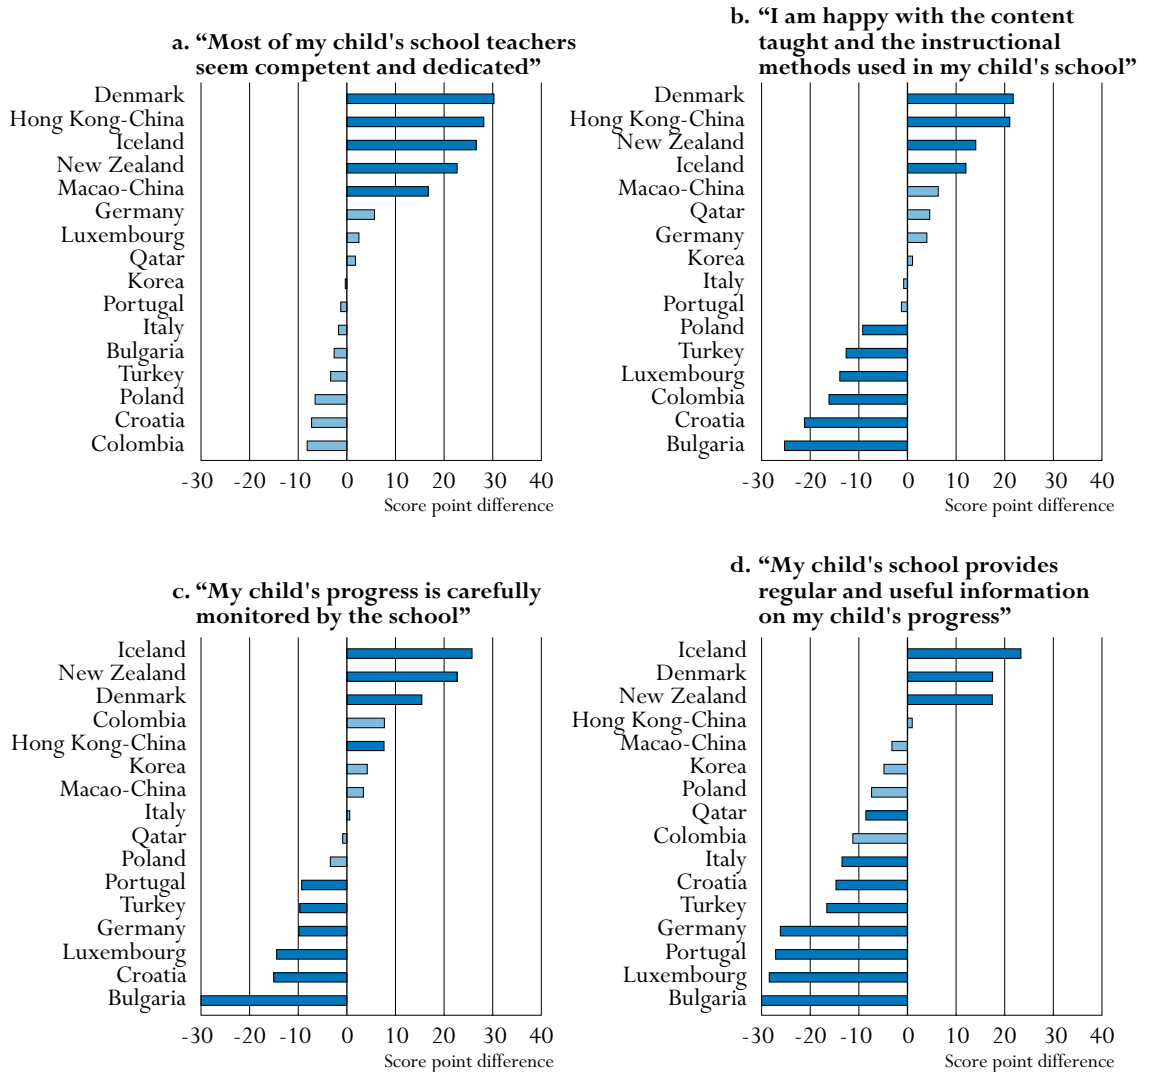 a. “Most of my child's school teachers
seem competent and dedicated”
Denmark
Hong Kong-China
Iceland
New Zealand
Macao-China
Germany
Luxembourg
Qatar
Korea
Portugal
Italy
Bulgaria
Turkey
Poland
Croatia
Colombia
-30 -20 -10 0 10 20 30 40
Score point difference
b. “I am happy with the content
taught and the instructional
methods used in my child's school”
Denmark
Hong Kong-China
New Zealand
Iceland
Macao-China
Qatar
Germany
Korea
Italy
Portugal
Poland
Turkey
Luxembourg
Colombia
Croatia
Bulgaria
-30 -20 -10 0 10 20 30 40
Score point difference
c. “My child's progress is carefully
monitored by the school”
Iceland
New Zealand
Denmark
Colombia
Hong Kong-China
Korea
Macao-China
Italy
Qatar
Poland
Portugal
Turkey
Germany
Luxembourg
Croatia
Bulgaria
-30 -20 -10 0 10 20 30 40
Score point difference
d. “My child's school provides
regular and useful information
on my child's progress”
Iceland
Denmark
New Zealand
Hong Kong-China
Macao-China
Korea
Poland
Qatar
Colombia
Italy
Croatia
Turkey
Germany
Portugal
Luxembourg
Bulgaria
-30 -20 -10 0 10 20 30 40
Score point difference